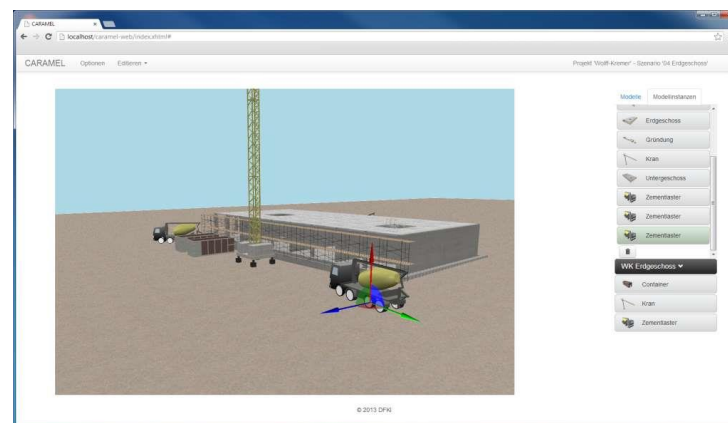 CARAMEL
localhost/caramel-web/index.xhtml#
CARAMEL Optionen Editieren Projekt 'Wolff-Kremer' - Szenario '04 Erdgeschoss'
Modelle Modellinstanzen
Erdgeschoss
Gründung
Kran
Untergeschoss
Zementlaster
Zementlaster
Zementlaster
WK Erdgeschoss
Container
Kran
Zementlaster
© 2013 DFKI